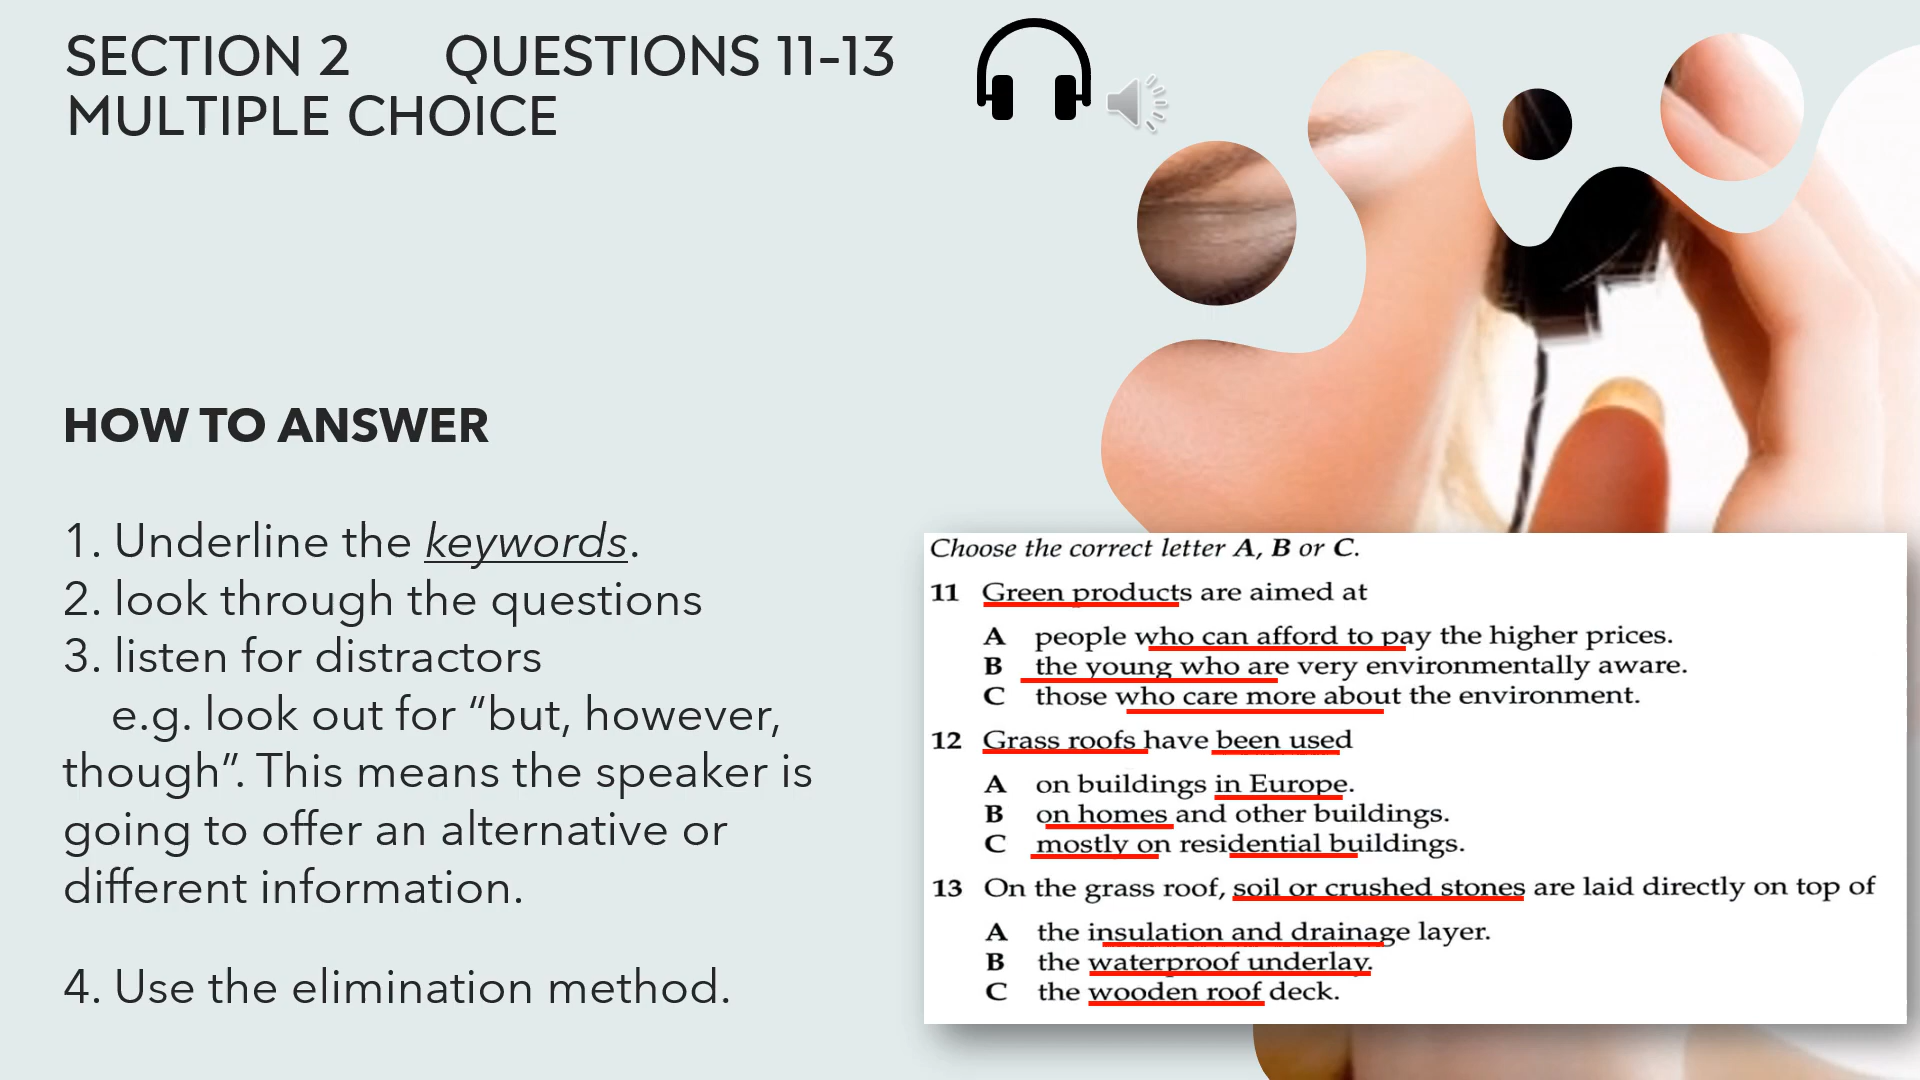 SECTION 2 QUESTIONS 11-13
MULTIPLE CHOICE
HOW TO ANSWER
1. Underline the keywords.
2. look through the questions
3. listen for distractors
e.g. look out for “but, however,
though”. This means the speaker is
going to offer an alternative or
different information.
4. Use the elimination method.
Choose the correct letter A, B or C.
11 Green products are aimed at
A people who can afford to pay the higher prices.
B the young who are very environmentally aware.
C those who care more about the environment.
12 Grass roofs have been used
A on buildings in Europe.
B on homes and other buildings.
C mostly on residential buildings.
13 On the grass roof, soil or crushed stones are laid directly on top of
A the insulation and drainage layer.
B the waterproof underlay.
C the wooden roof deck.